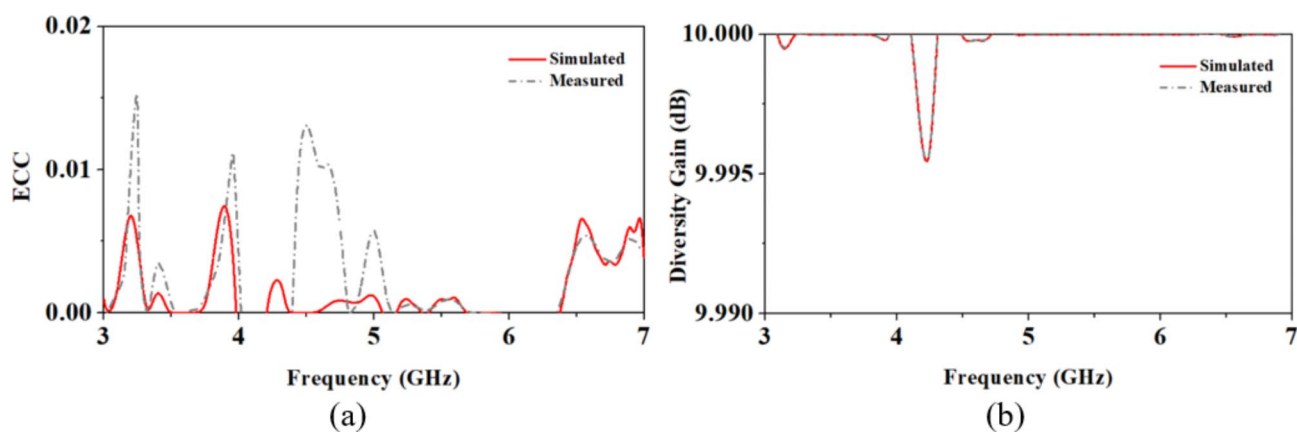 0.02
Simulated
Measured
ECC
0.01
0.00
3 4 5 6 7
Frequency (GHz)
(a)
10.000
Simulated
Measured
Diversity Gain (dB)
9.995
9.990
3 4 5 6 7
Frequency (GHz)
(b)